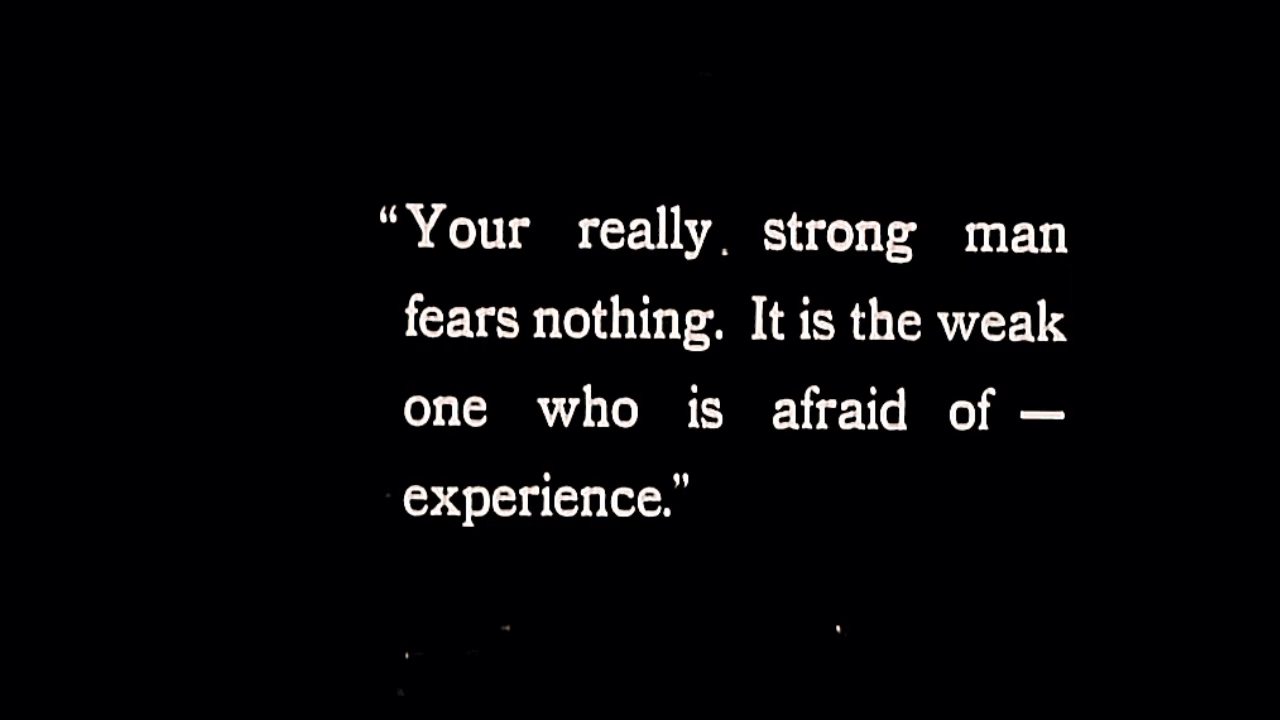 “Your really strong man
fears nothing. It is the weak
one who is afraid of —
experience.”